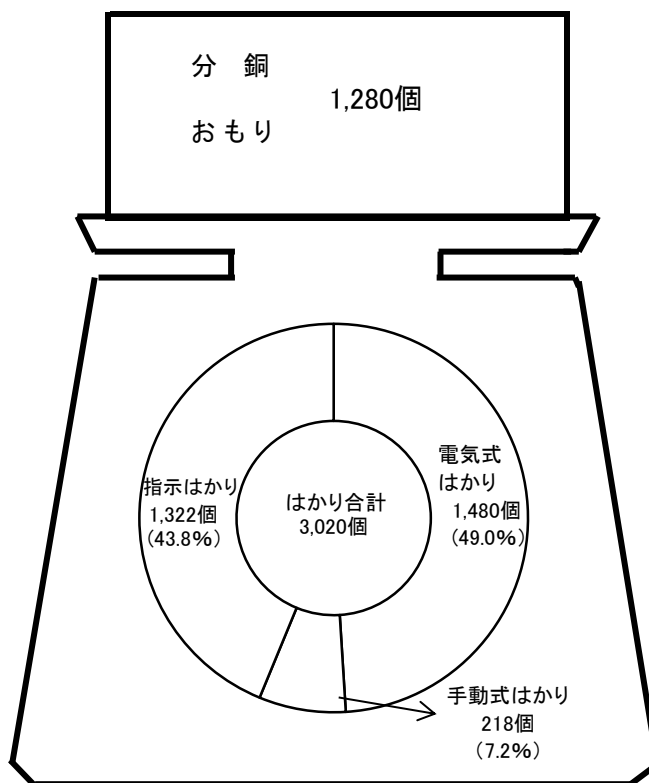 分　銅
1,280個
おもり
電気式
はかり
1,480個
(49.0%)
指示はかり
1,322個
(43.8%)
はかり合計
3,020個
手動式はかり
218個
(7.2%)